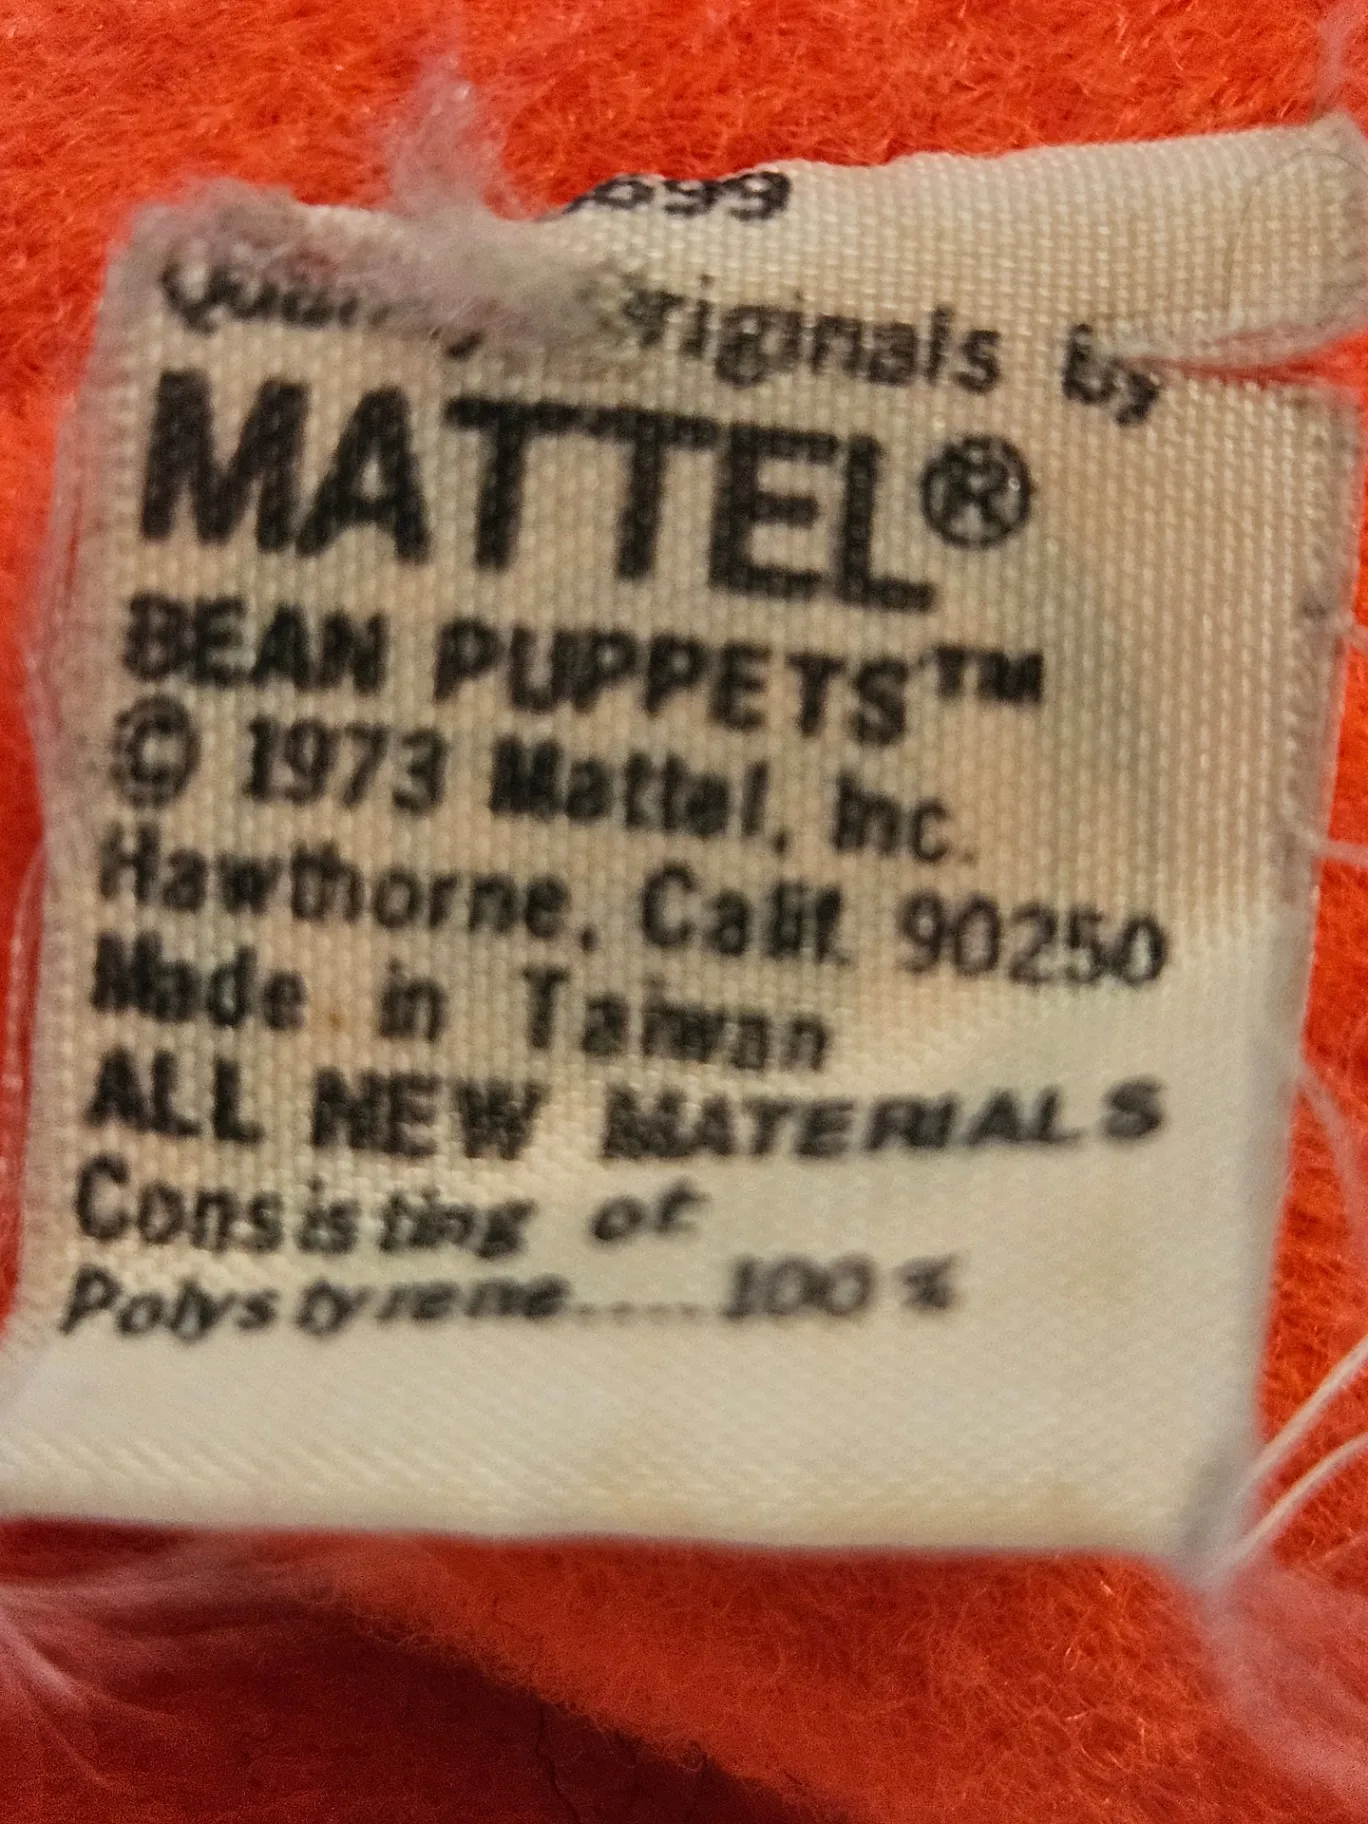 Quality Originals by
MATTEL®
BEAN PUPPETS™
© 1973 Mattel, Inc.
Hawthorne, Calif. 90250
Made in Taiwan
ALL NEW MATERIALS
Consisting of
Polystyrene.....100%